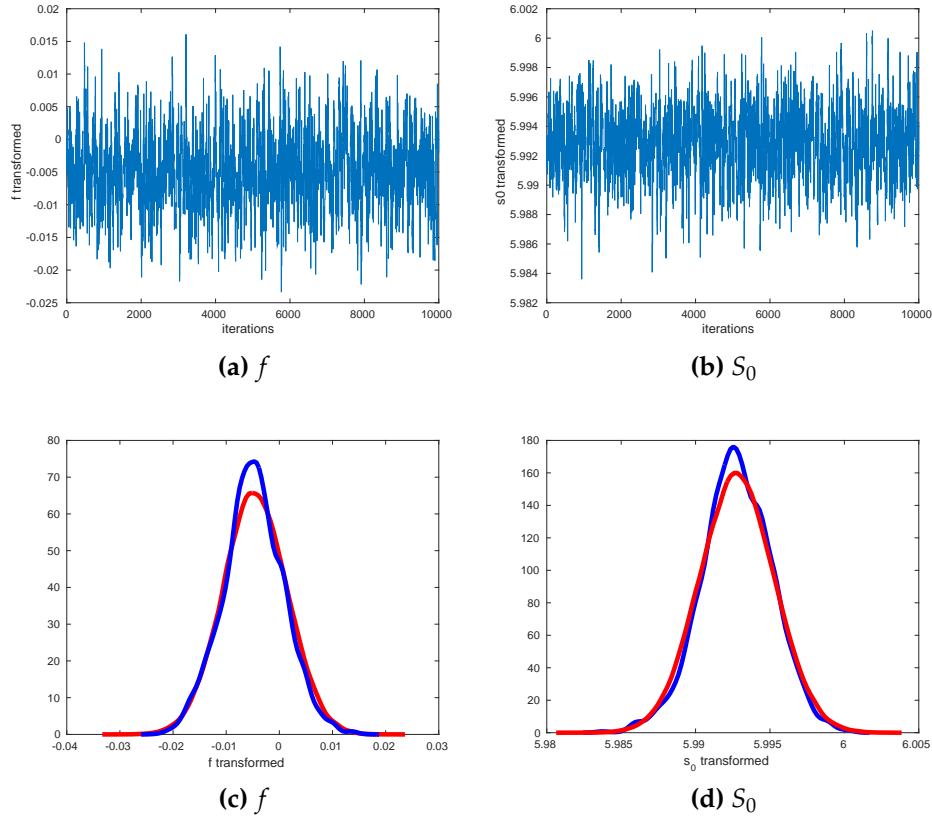 0.02
0.015
0.01
0.005
0
-0.005
-0.01
-0.015
-0.02
-0.025
f transformed
0 2000 4000 6000 8000 10000
iterations
(a) f
6.002
6
5.998
5.996
5.994
5.992
5.99
5.988
5.986
5.984
5.982
s0 transformed
0 2000 4000 6000 8000 10000
iterations
(b) S₀
80
70
60
50
40
30
20
10
0
-0.04 -0.03 -0.02 -0.01 0 0.01 0.02 0.03
f transformed
(c) f
180
160
140
120
100
80
60
40
20
0
5.98 5.985 5.99 5.995 6 6.005
s₀ transformed
(d) S₀